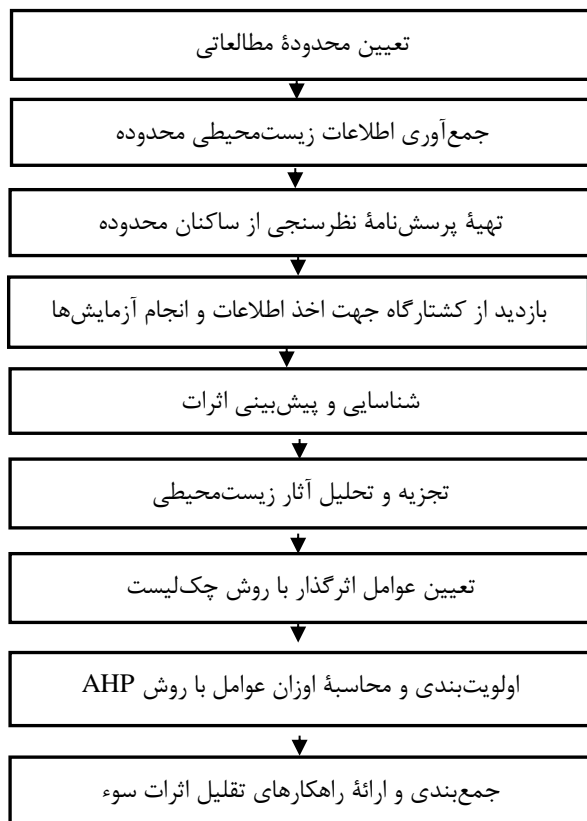 تعیین محدودهٔ مطالعاتی
جمع‌آوری اطلاعات زیست‌محیطی محدوده
تهیهٔ پرسش‌نامهٔ نظرسنجی از ساکنان محدوده
بازدید از کشتارگاه جهت اخذ اطلاعات و انجام آزمایش‌ها
شناسایی و پیش‌بینی اثرات
تجزیه و تحلیل آثار زیست‌محیطی
تعیین عوامل اثرگذار با روش چک‌لیست
اولویت‌بندی و محاسبهٔ اوزان عوامل با روش AHP
جمع‌بندی و ارائهٔ راهکارهای تقلیل اثرات سوء